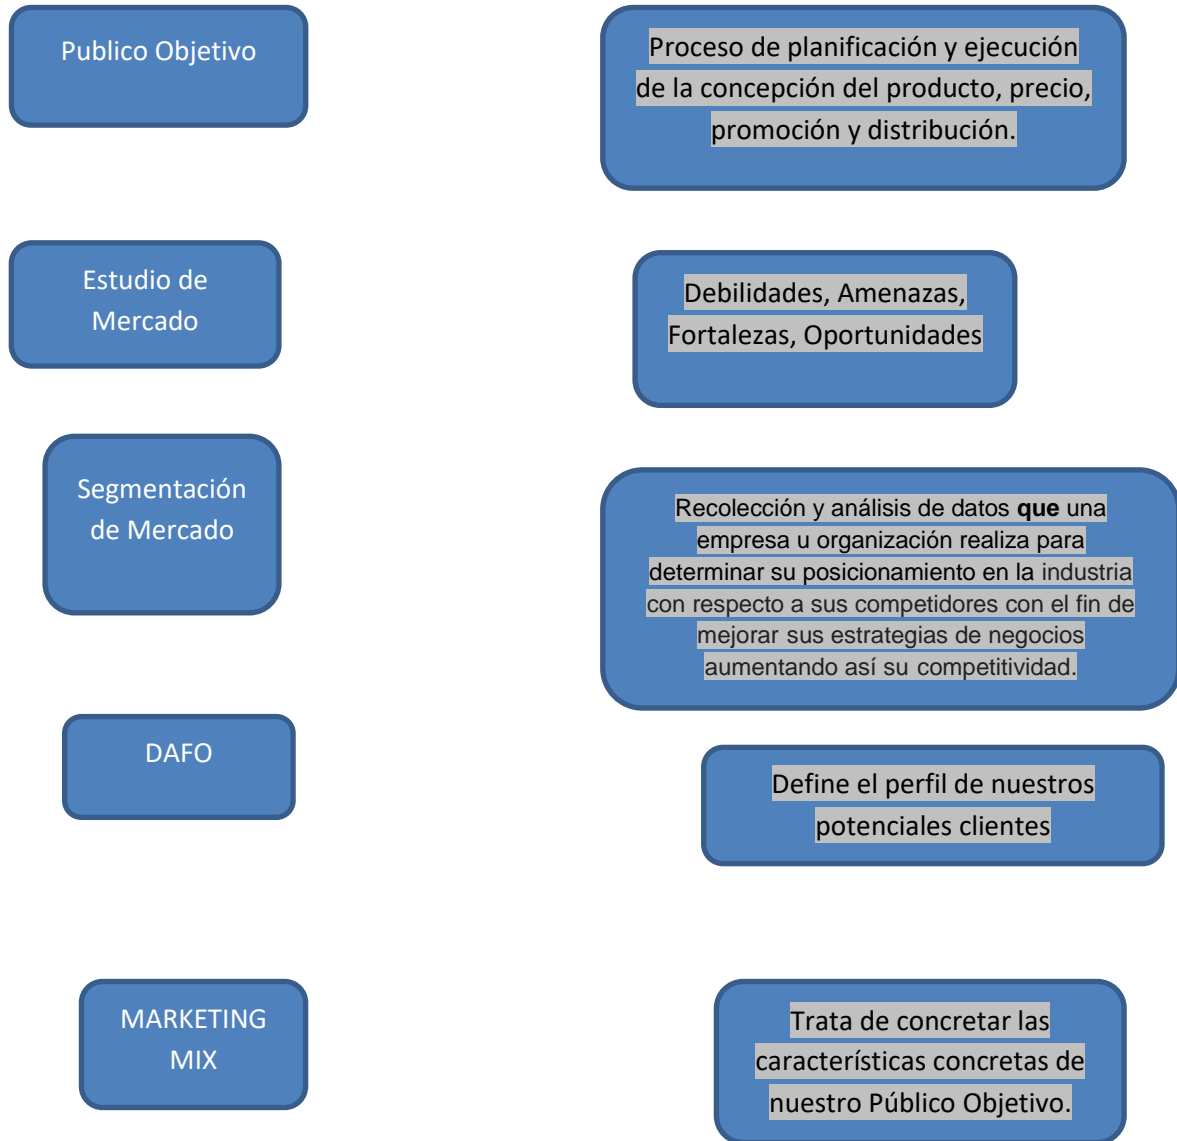 Publico Objetivo
Proceso de planificación y ejecución
de la concepción del producto, precio,
promoción y distribución.
Estudio de
Mercado
Debilidades, Amenazas,
Fortalezas, Oportunidades
Segmentación
de Mercado
Recolección y análisis de datos que una
empresa u organización realiza para
determinar su posicionamiento en la industria
con respecto a sus competidores con el fin de
mejorar sus estrategias de negocios
aumentando así su competitividad.
DAFO
Define el perfil de nuestros
potenciales clientes
MARKETING
MIX
Trata de concretar las
características concretas de
nuestro Público Objetivo.